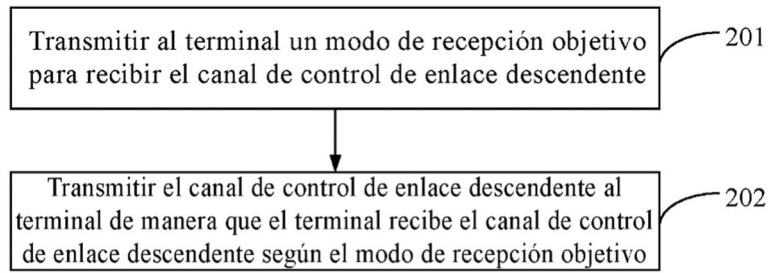 Transmitir al terminal un modo de recepción objetivo
para recibir el canal de control de enlace descendente
201
Transmitir el canal de control de enlace descendente al
terminal de manera que el terminal recibe el canal de control
de enlace descendente según el modo de recepción objetivo
202